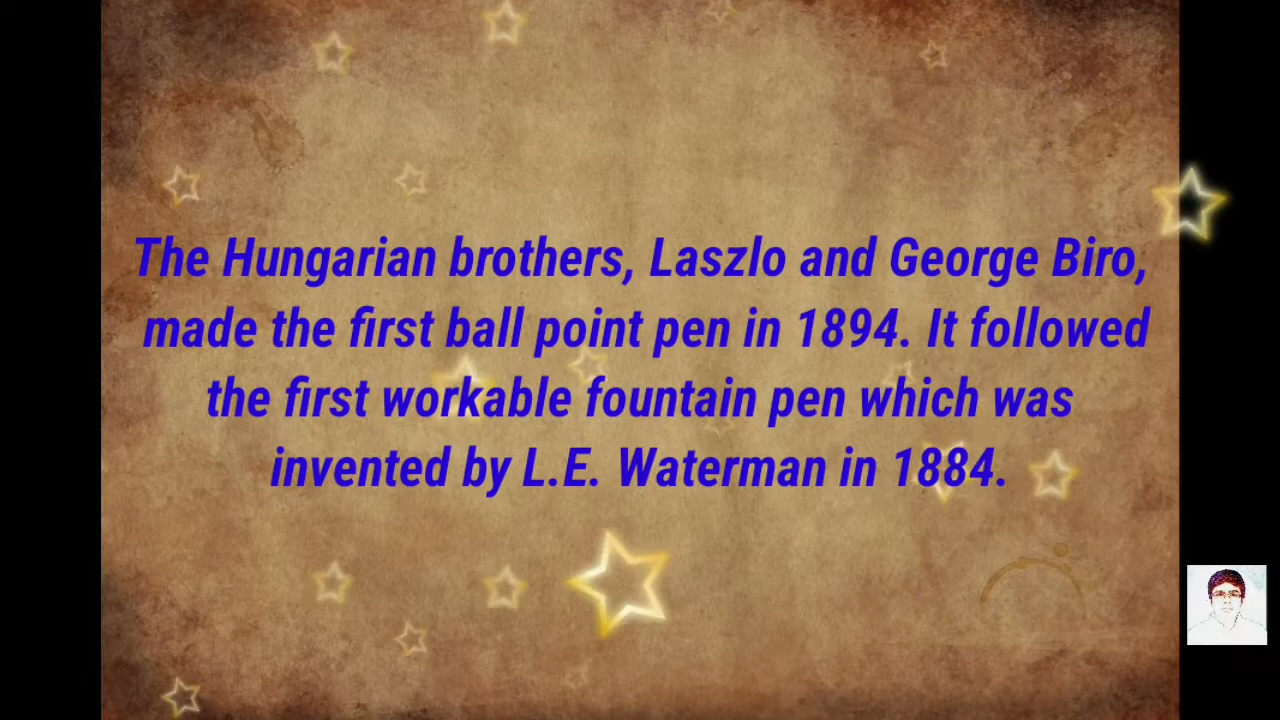 The Hungarian brothers, Laszlo and George Biro,
made the first ball point pen in 1894. It followed
the first workable fountain pen which was
invented by L.E. Waterman in 1884.